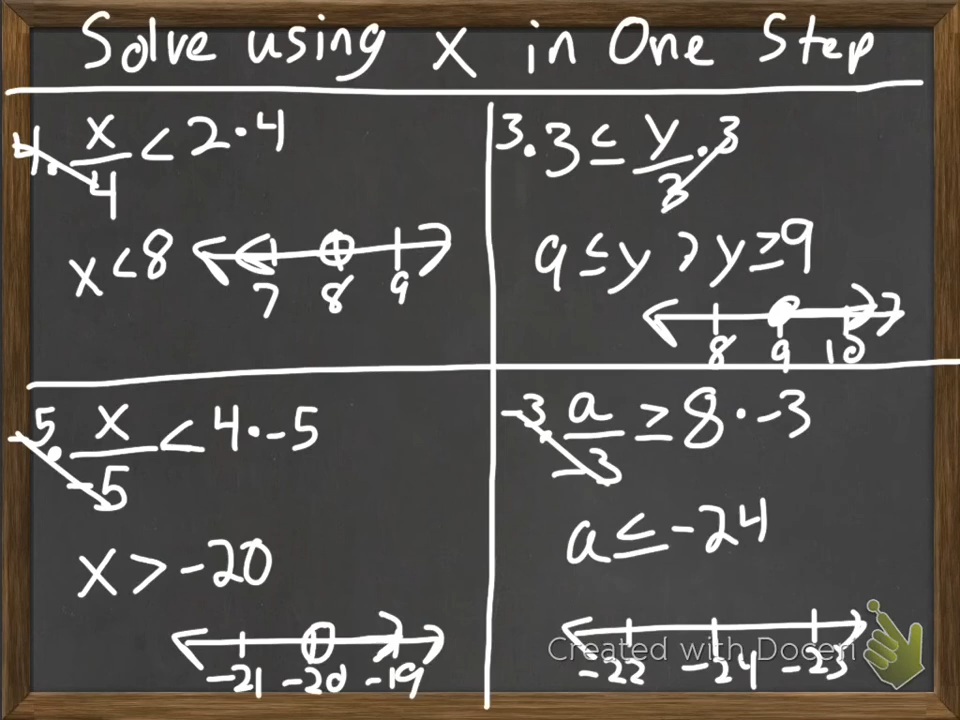 Solve using x in One Step
4 · x/4 < 2 · 4
x < 8
7 8 9
3 · 3 ≤ y/3 · 3
9 ≤ y > y ≥ 9
8 9 10
-5 · x/-5 < 4 · -5
x > -20
-21 -20 -19
-3 · a/-3 ≥ 8 · -3
a ≤ -24
-22 -24 -23
Created with Doceri